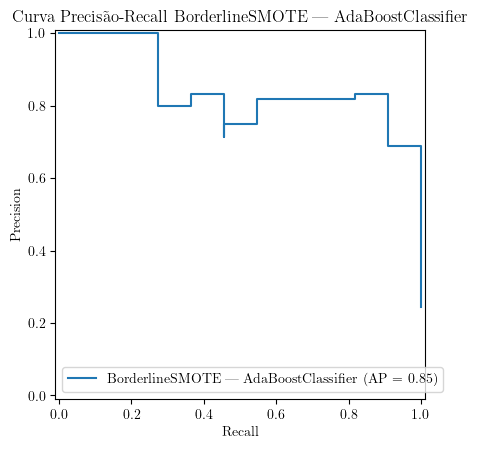 Curva Precisão-Recall BorderlineSMOTE — AdaBoostClassifier
1.0
0.8
0.6
0.4
0.2
0.0
Precision
BorderlineSMOTE — AdaBoostClassifier (AP = 0.85)
0.0 0.2 0.4 0.6 0.8 1.0
Recall